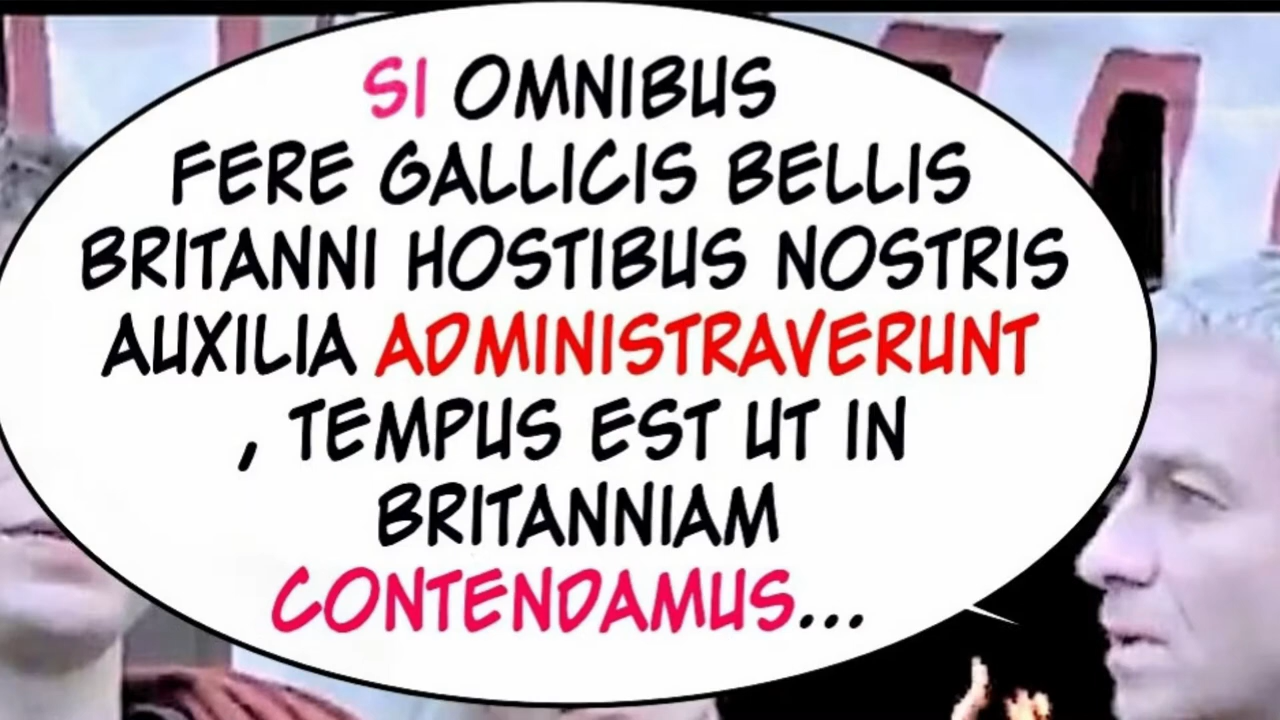 SI OMNIBUS
FERE GALLICIS BELLIS
BRITANNI HOSTIBUS NOSTRIS
AUXILIA ADMINISTRAVERUNT
, TEMPUS EST UT IN
BRITANNIAM
CONTENDAMUS...